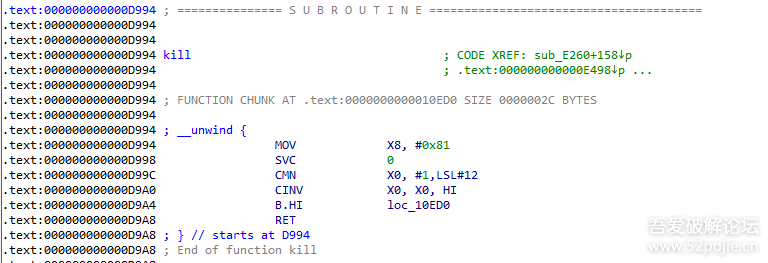 .text:000000000000D994 ; =============== S U B R O U T I N E =======================================
.text:000000000000D994
.text:000000000000D994
.text:000000000000D994 kill ; CODE XREF: sub_E260+158↓p
.text:000000000000D994 ; .text:000000000000E498↓p ...
.text:000000000000D994
.text:000000000000D994 ; FUNCTION CHUNK AT .text:0000000000010ED0 SIZE 0000002C BYTES
.text:000000000000D994
.text:000000000000D994 ; __unwind {
.text:000000000000D994 MOV X8, #0x81
.text:000000000000D998 SVC 0
.text:000000000000D99C CMN X0, #1,LSL#12
.text:000000000000D9A0 CINV X0, X0, HI
.text:000000000000D9A4 B.HI loc_10ED0
.text:000000000000D9A8 RET
.text:000000000000D9A8 ; } // starts at D994
.text:000000000000D9A8 ; End of function kill
.text:000000000000D9A8
吾爱破解论坛
www.52pojie.cn